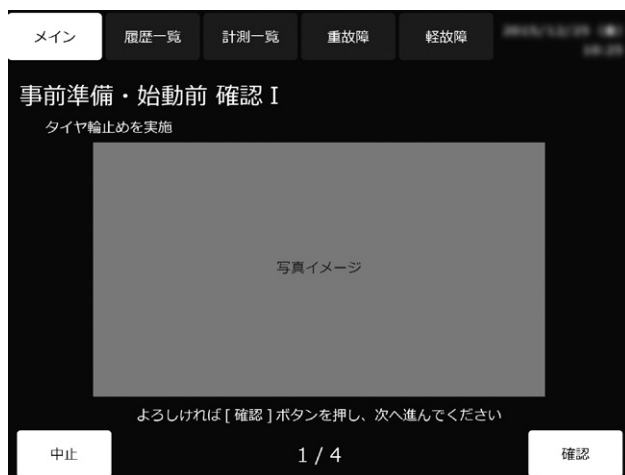 メイン
履歴一覧
計測一覧
重故障
軽故障
事前準備・始動前 確認 I
タイヤ輪止めを実施
写真イメージ
よろしければ [ 確認 ] ボタンを押し、次へ進んでください
中止
1 / 4
確認